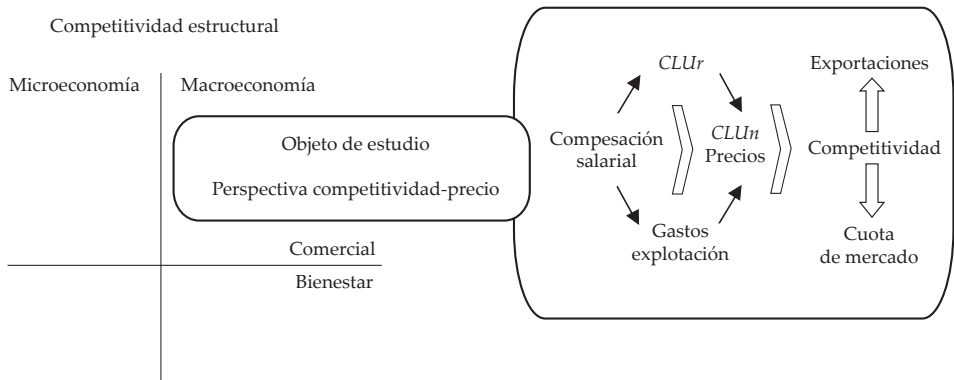 Competitividad estructural
Microeconomía
Macroeconomía
Objeto de estudio
Perspectiva competitividad-precio
Comercial
Bienestar
CLUr
Compesación
salarial
CLUn
Precios
Gastos
explotación
Exportaciones
Competitividad
Cuota
de mercado